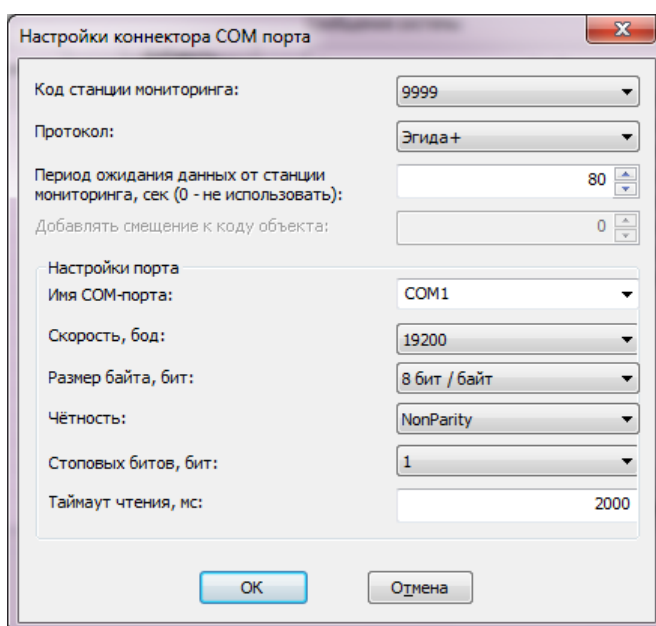 Настройки коннектора COM порта
Код станции мониторинга: 9999
Протокол: Эгида+
Период ожидания данных от станции
мониторинга, сек (0 - не использовать): 80
Добавлять смещение к коду объекта: 0
Настройки порта
Имя COM-порта: COM1
Скорость, бод: 19200
Размер байта, бит: 8 бит / байт
Чётность: NonParity
Стоповых битов, бит: 1
Таймаут чтения, мс: 2000
ОК Отмена